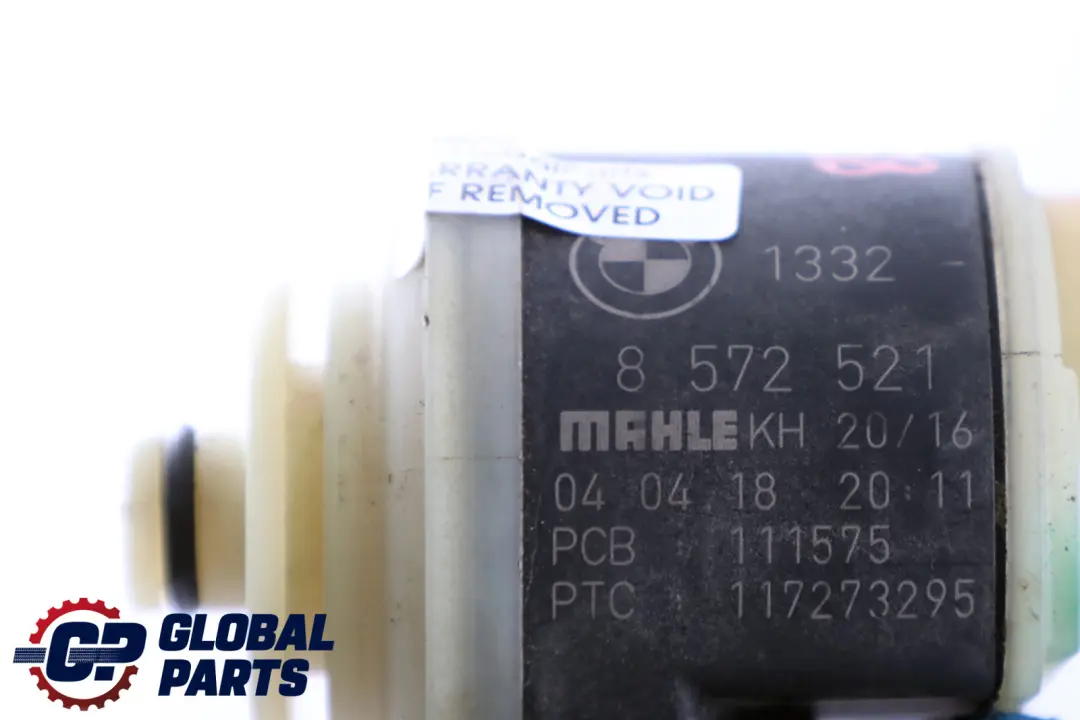 WARRANTY VOID
IF REMOVED
1332 -
8 572 521
MAHLE KH 20/16
04 04 18 20:11
PCB 111575
PTC 117273295
GP GLOBAL
PARTS